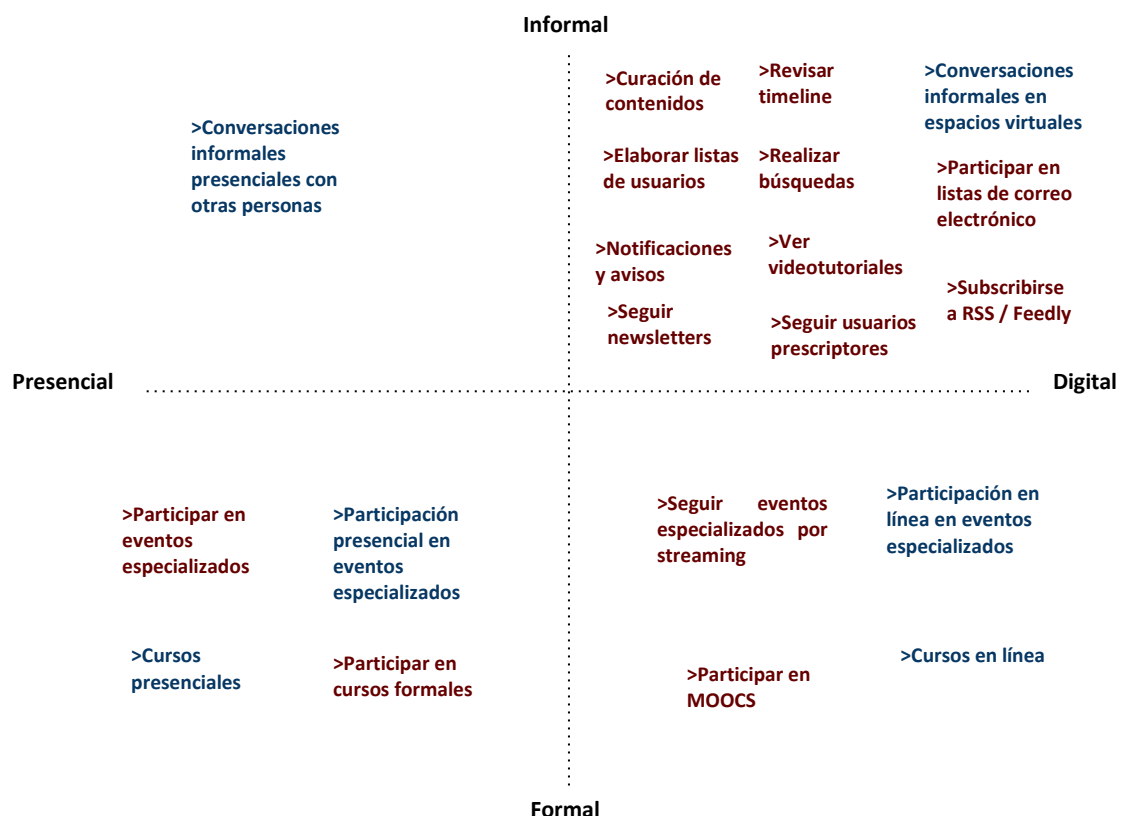 Informal
>Curación de
contenidos
>Revisar
timeline
>Conversaciones
informales en
espacios virtuales
>Conversaciones
informales
presenciales con
otras personas
>Elaborar listas
de usuarios
>Realizar
búsquedas
>Participar en
listas de correo
electrónico
>Notificaciones
y avisos
>Ver
videotutoriales
>Subscribirse
a RSS / Feedly
>Seguir
newsletters
>Seguir usuarios
prescriptores
Presencial
Digital
>Participar en
eventos
especializados
>Participación
presencial en
eventos
especializados
>Seguir eventos
especializados por
streaming
>Participación en
línea en eventos
especializados
>Cursos
presenciales
>Participar en
cursos formales
>Participar en
MOOCS
>Cursos en línea
Formal